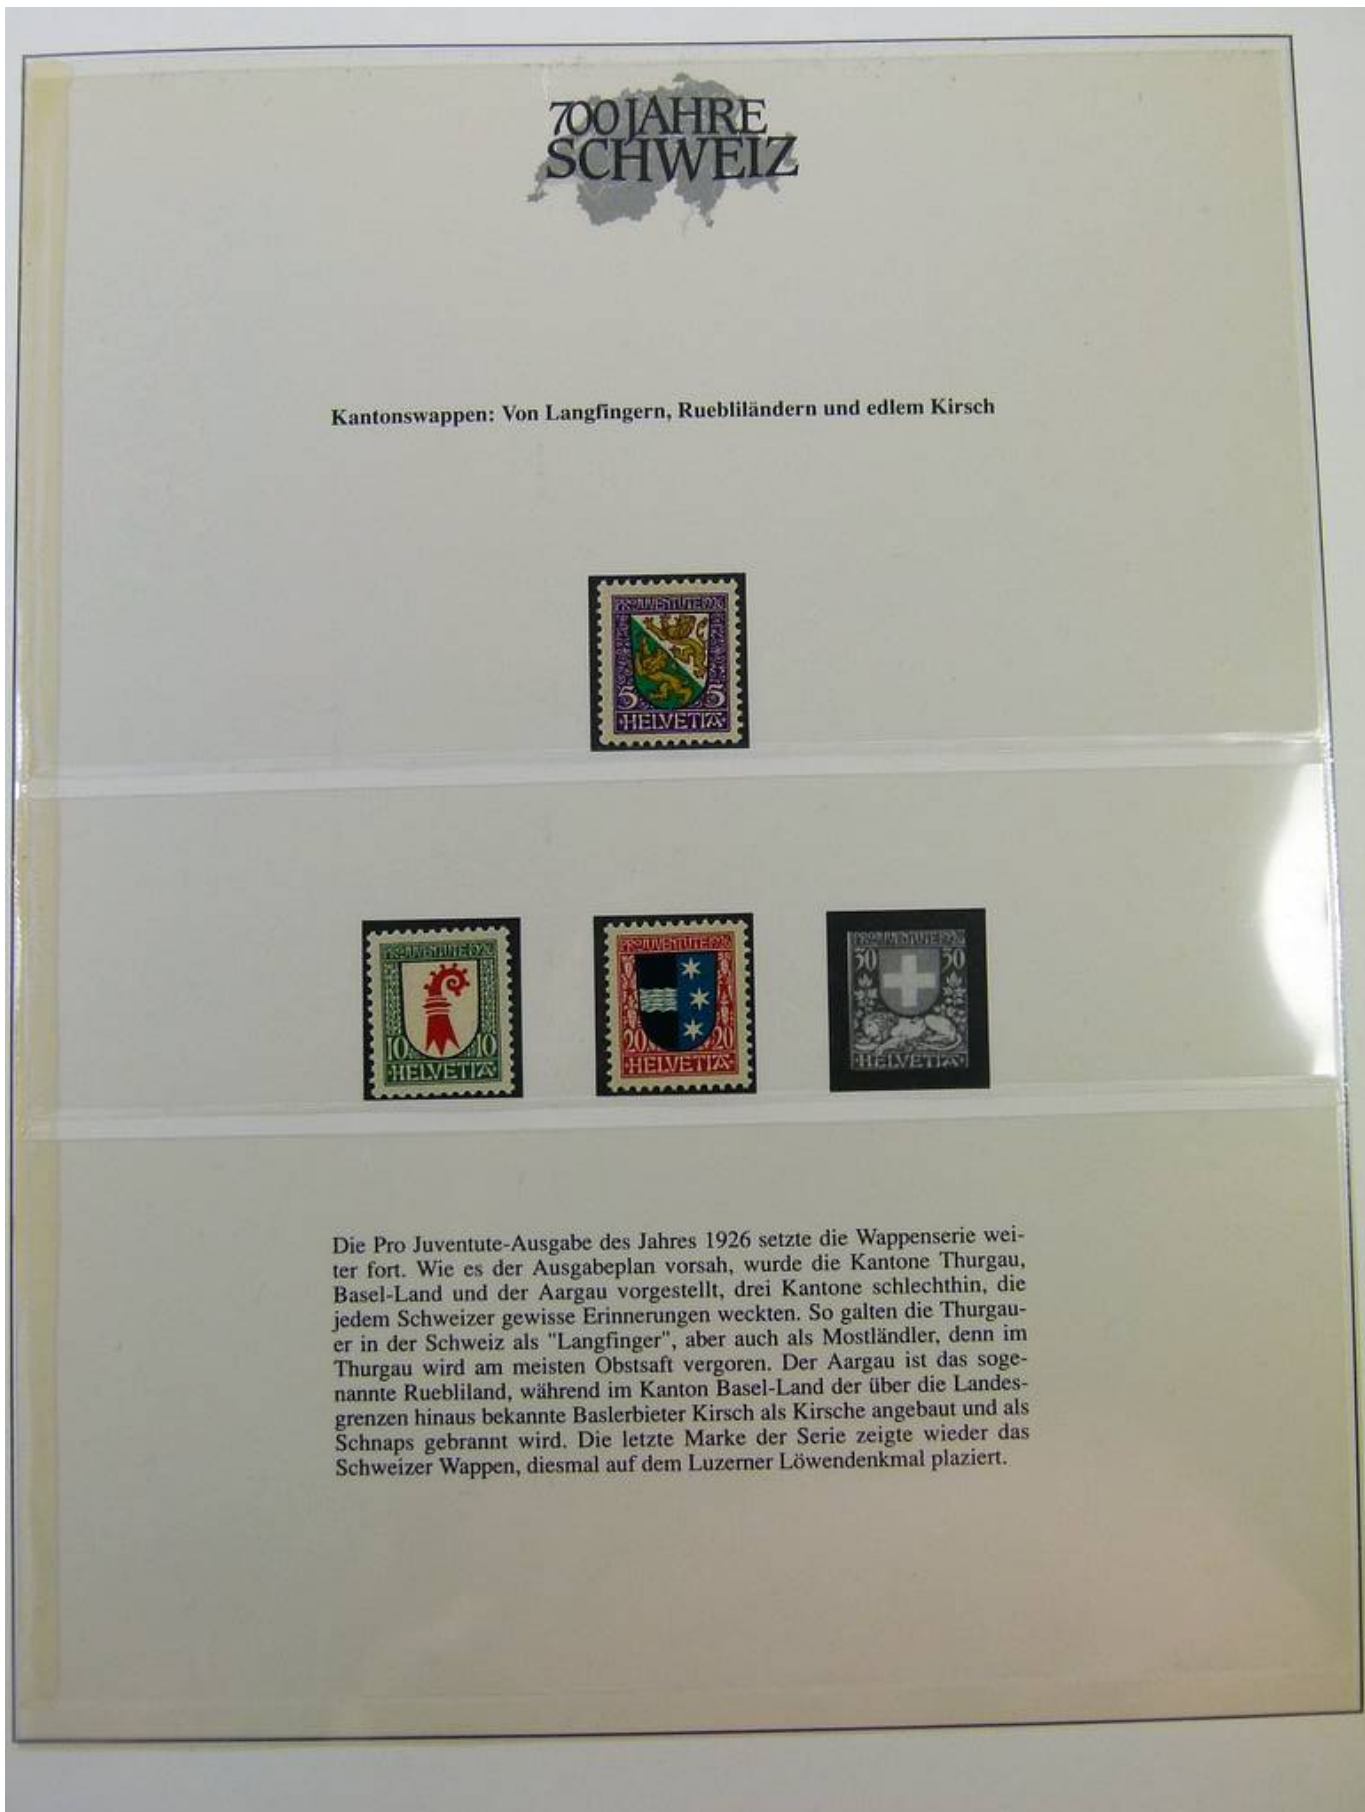 700 JAHRE
SCHWEIZ
Kantonswappen: Von Langfingern, Ruebliländern und edlem Kirsch
PRO JUVENTUTE 1926
5 5
HELVETIA
PRO JUVENTUTE 1926
10 10
HELVETIA
PRO JUVENTUTE 1926
20 20
HELVETIA
PRO JUVENTUTE 1926
30 30
HELVETIA
Die Pro Juventute-Ausgabe des Jahres 1926 setzte die Wappenserie wei-
ter fort. Wie es der Ausgabeplan vorsah, wurde die Kantone Thurgau,
Basel-Land und der Aargau vorgestellt, drei Kantone schlechthin, die
jedem Schweizer gewisse Erinnerungen weckten. So galten die Thurgau-
er in der Schweiz als "Langfinger", aber auch als Mostländler, denn im
Thurgau wird am meisten Obstsaft vergoren. Der Aargau ist das soge-
nannte Ruebliland, während im Kanton Basel-Land der über die Landes-
grenzen hinaus bekannte Baslerbieter Kirsch als Kirsche angebaut und als
Schnaps gebrannt wird. Die letzte Marke der Serie zeigte wieder das
Schweizer Wappen, diesmal auf dem Luzerner Löwendenkmal plaziert.